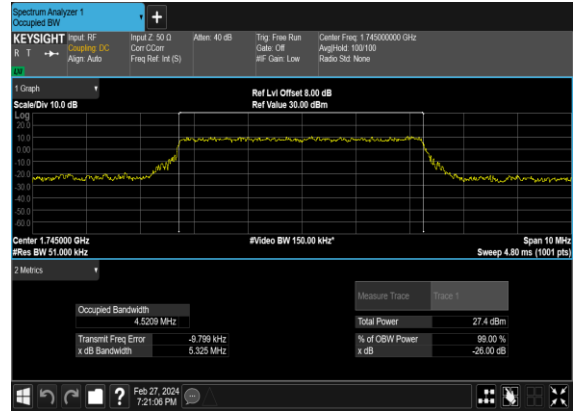 Spectrum Analyzer 1
Occupied BW
+
KEYSIGHT
R T
LM
Input: RF
Coupling: DC
Align: Auto
Input Z: 50 Ω
Corr CCorr
Freq Ref: Int (S)
Atten: 40 dB
Trig: Free Run
Gate: Off
#IF Gain: Low
Center Freq: 1.745000000 GHz
Avg|Hold: 100/100
Radio Std: None
1 Graph
Scale/Div 10.0 dB
Ref Lvl Offset 8.00 dB
Ref Value 30.00 dBm
Log
20.0
10.0
0.00
-10.0
-20.0
-30.0
-40.0
-50.0
-60.0
Center 1.745000 GHz
#Res BW 51.000 kHz
#Video BW 150.00 kHz*
Span 10 MHz
Sweep 4.80 ms (1001 pts)
2 Metrics
Occupied Bandwidth
4.5209 MHz
Transmit Freq Error -9.799 kHz
x dB Bandwidth 5.325 MHz
Measure Trace Trace 1
Total Power 27.4 dBm
% of OBW Power 99.00 %
x dB -26.00 dB
?
Feb 27, 2024
7:21:06 PM